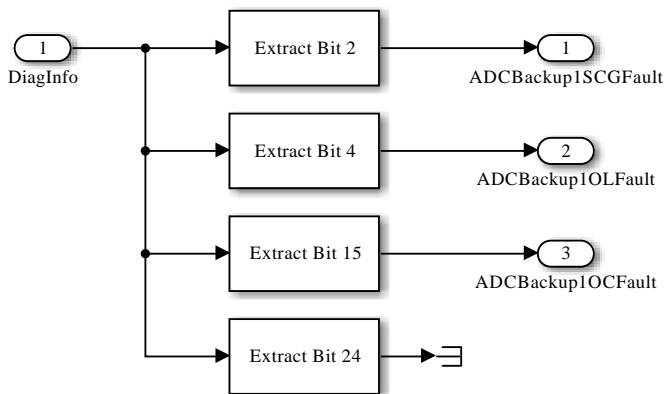 1
DiagInfo
Extract Bit 2
1
ADCBackup1SCGFault
Extract Bit 4
2
ADCBackup1OLFault
Extract Bit 15
3
ADCBackup1OCFault
Extract Bit 24